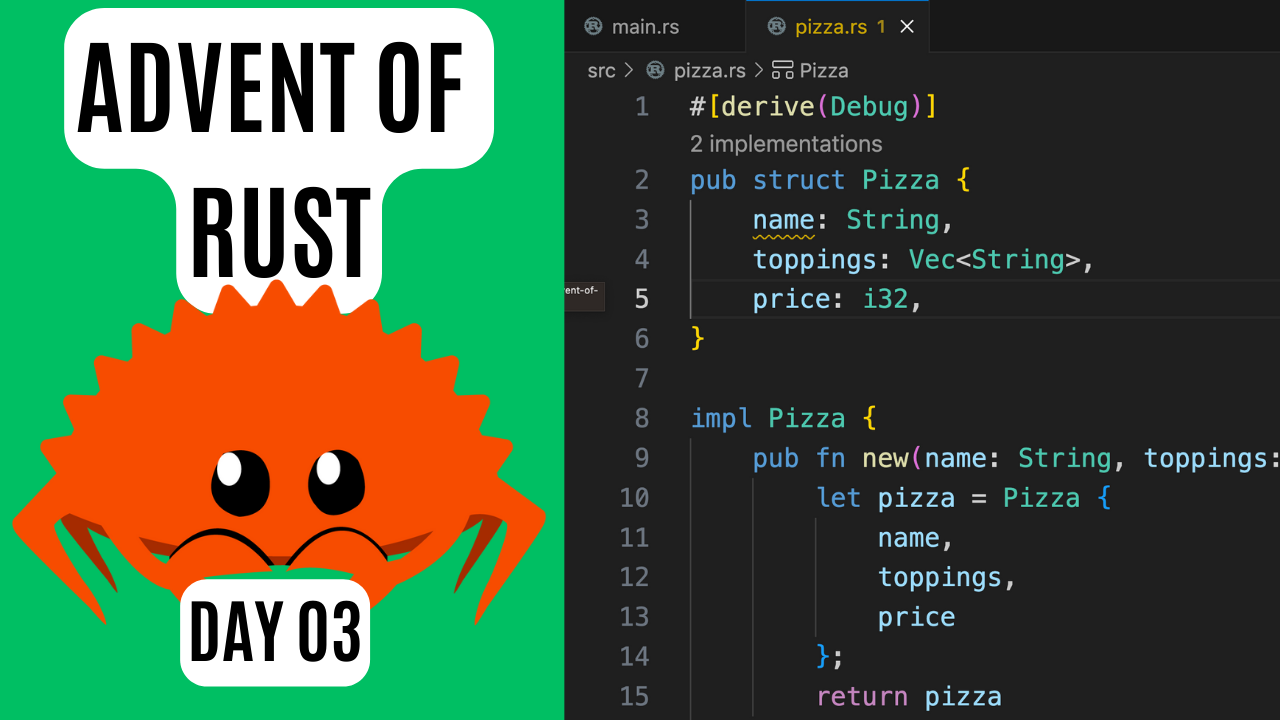 ADVENT OF
RUST
DAY 03
main.rs
pizza.rs 1
src > pizza.rs > Pizza
1 #[derive(Debug)]
2 implementations
2 pub struct Pizza {
3     name: String,
4     toppings: Vec<String>,
ent-of-
5     price: i32,
6 }
7
8 impl Pizza {
9     pub fn new(name: String, toppings:
10         let pizza = Pizza {
11             name,
12             toppings,
13             price
14         };
15         return pizza